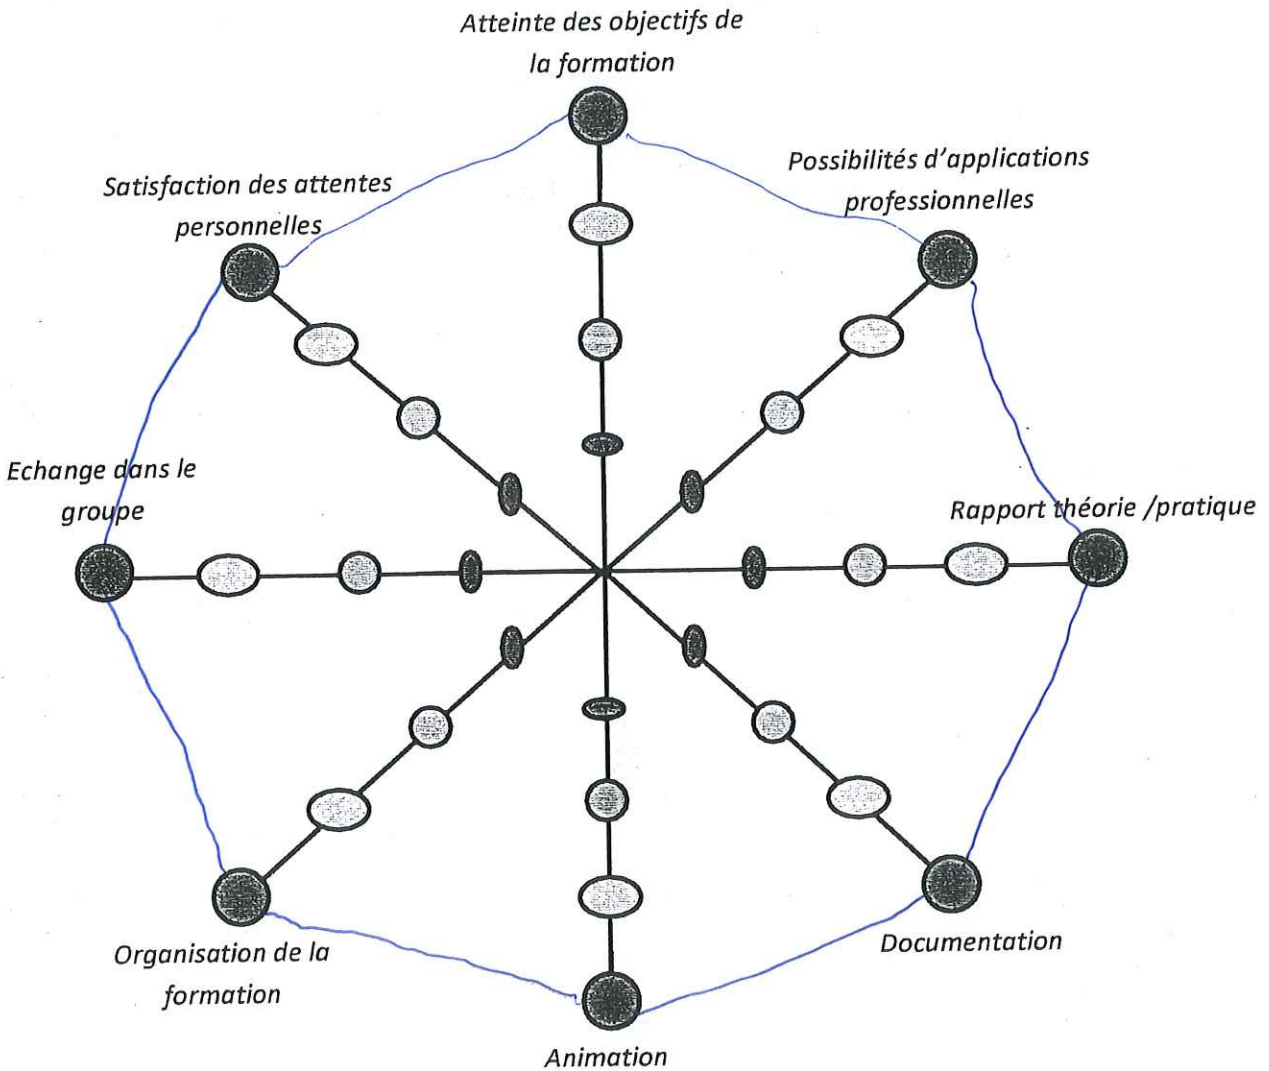 Atteinte des objectifs de
la formation
Possibilités d'applications
professionnelles
Satisfaction des attentes
personnelles
Echange dans le
groupe
Rapport théorie /pratique
Organisation de la
formation
Documentation
Animation